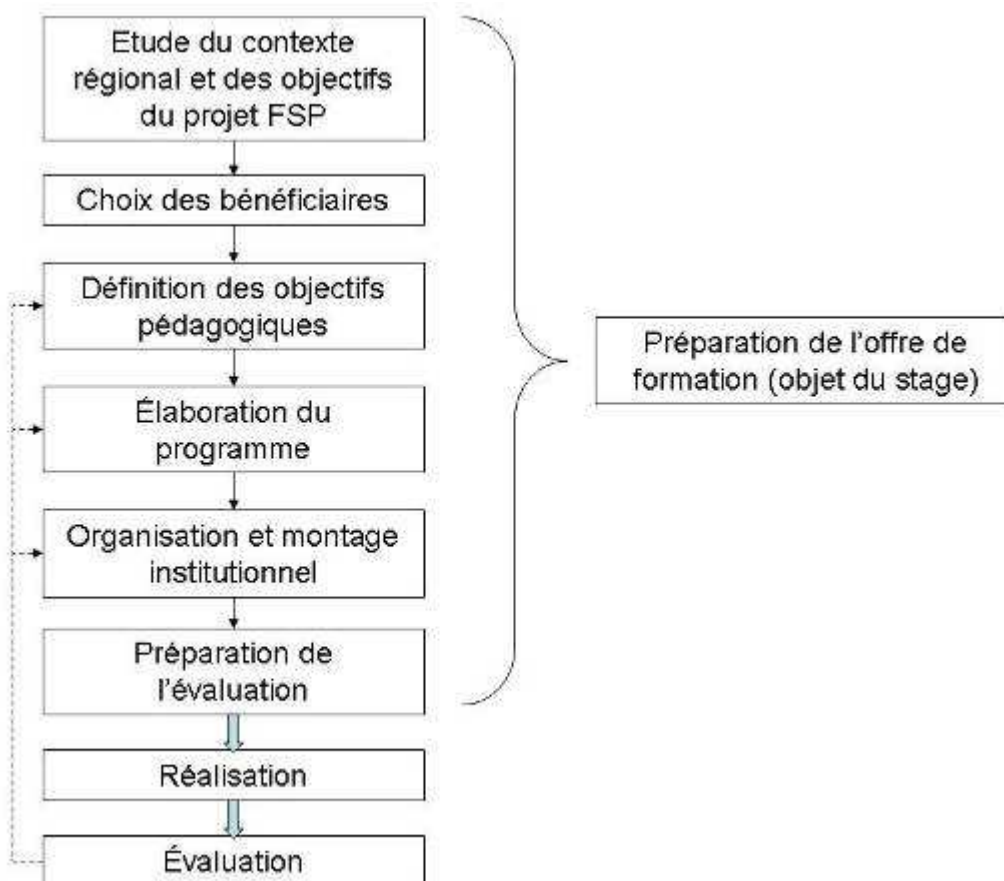 Etude du contexte
régional et des objectifs
du projet FSP
Choix des bénéficiaires
Définition des objectifs
pédagogiques
Élaboration du
programme
Organisation et montage
institutionnel
Préparation de
l'évaluation
Réalisation
Évaluation
Préparation de l'offre de
formation (objet du stage)